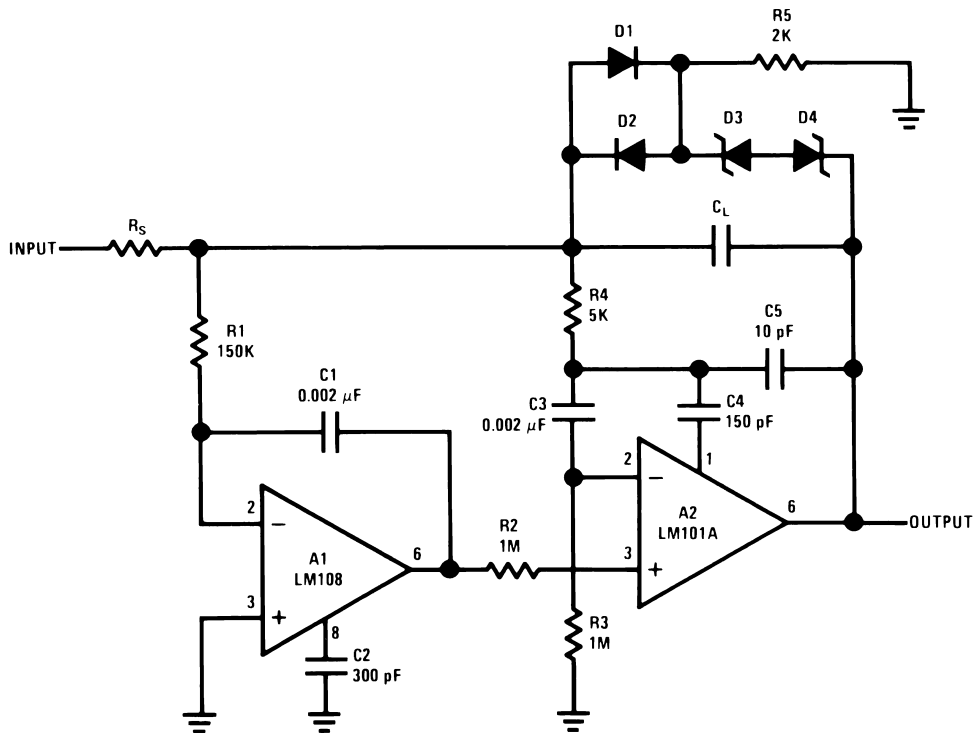 R5
2K
D1
D2
D3
D4
RS
INPUT
CL
R4
5K
C5
10 pF
R1
150K
C1
0.002 μF
C3
0.002 μF
C4
150 pF
2
1
2
A2
LM101A
6
OUTPUT
A1
LM108
6
R2
1M
3
3
8
R3
1M
C2
300 pF